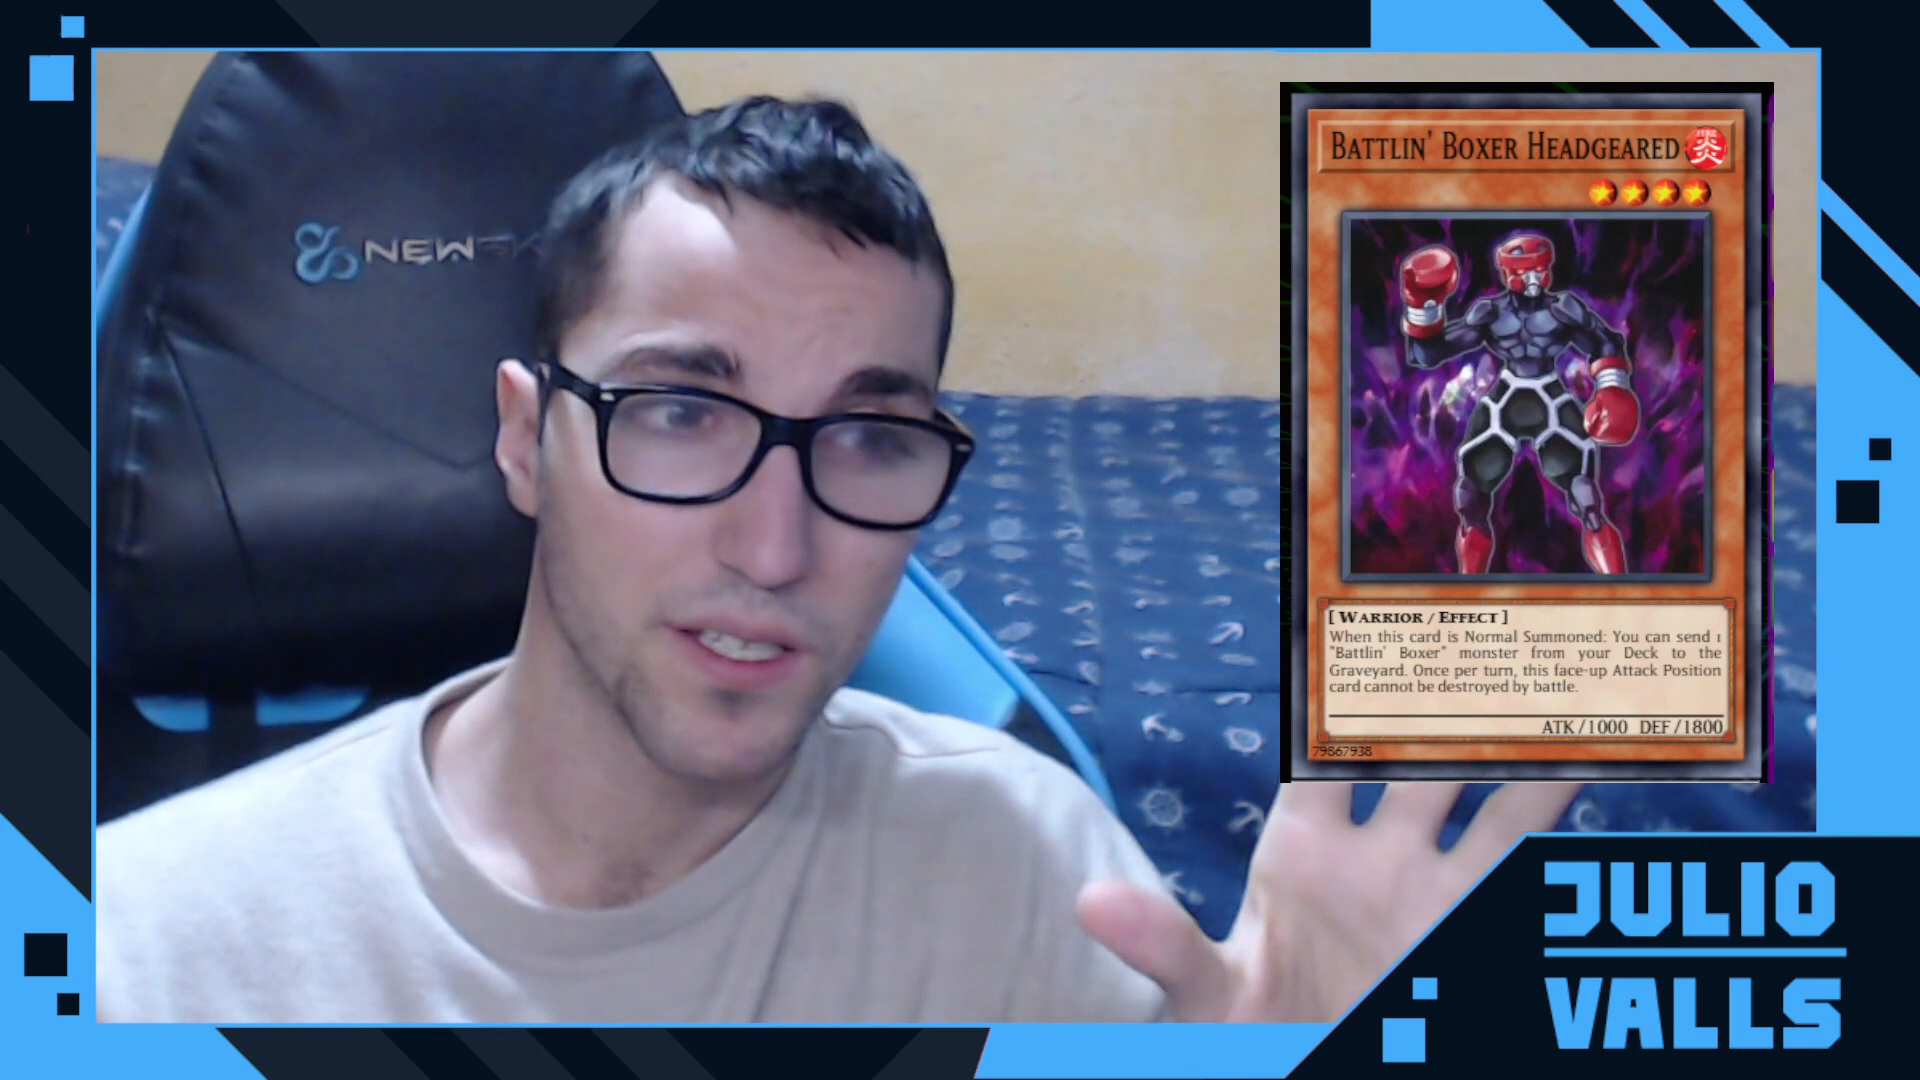 NEW
BATTLIN' BOXER HEADGEARED
炎
[ WARRIOR / EFFECT ]
When this card is Normal Summoned: You can send 1
"Battlin' Boxer" monster from your Deck to the
Graveyard. Once per turn, this face-up Attack Position
card cannot be destroyed by battle.
ATK/1000 DEF/1800
79867938
JULIO
VALLS